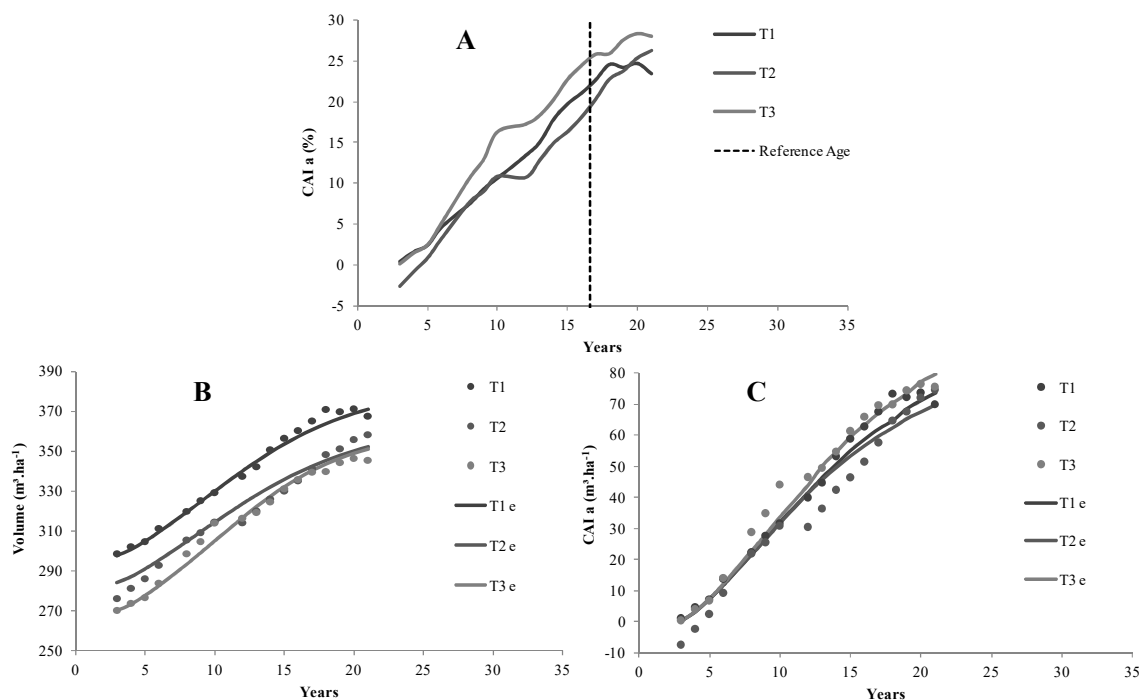 A
30
25
20
15
10
5
0
-5
CAI a (%)
0 5 10 15 20 25 30 35
Years
T1
T2
T3
Reference Age
B
390
370
350
330
310
290
270
250
Volume (m³.ha⁻¹)
0 5 10 15 20 25 30 35
Years
T1
T2
T3
T1 e
T2 e
T3 e
C
80
70
60
50
40
30
20
10
0
-10
CAI a (m³.ha⁻¹)
0 5 10 15 20 25 30 35
Years
T1
T2
T3
T1 e
T2 e
T3 e